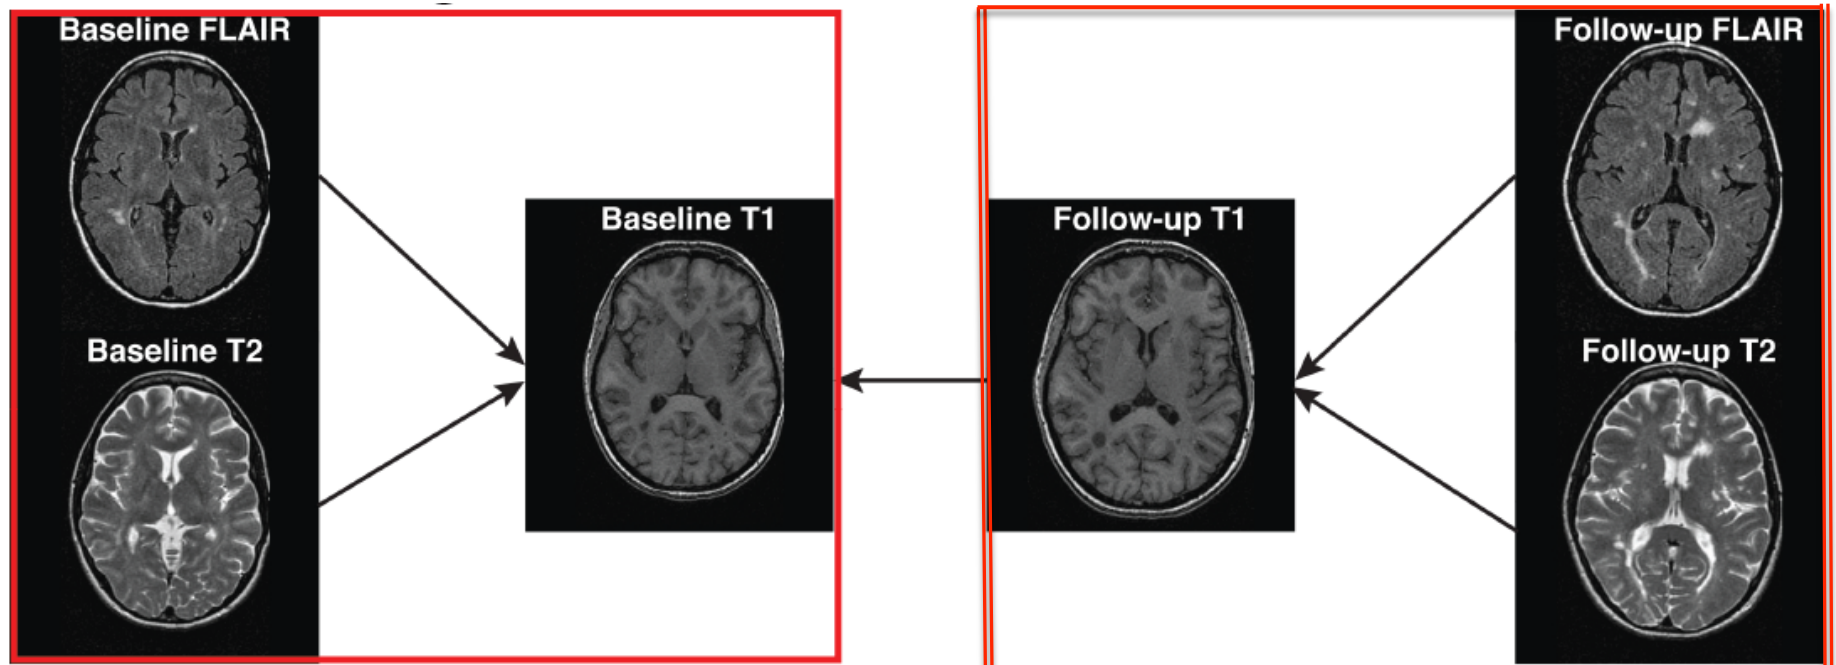 Baseline FLAIR
Baseline T2
Baseline T1
Follow-up T1
Follow-up FLAIR
Follow-up T2